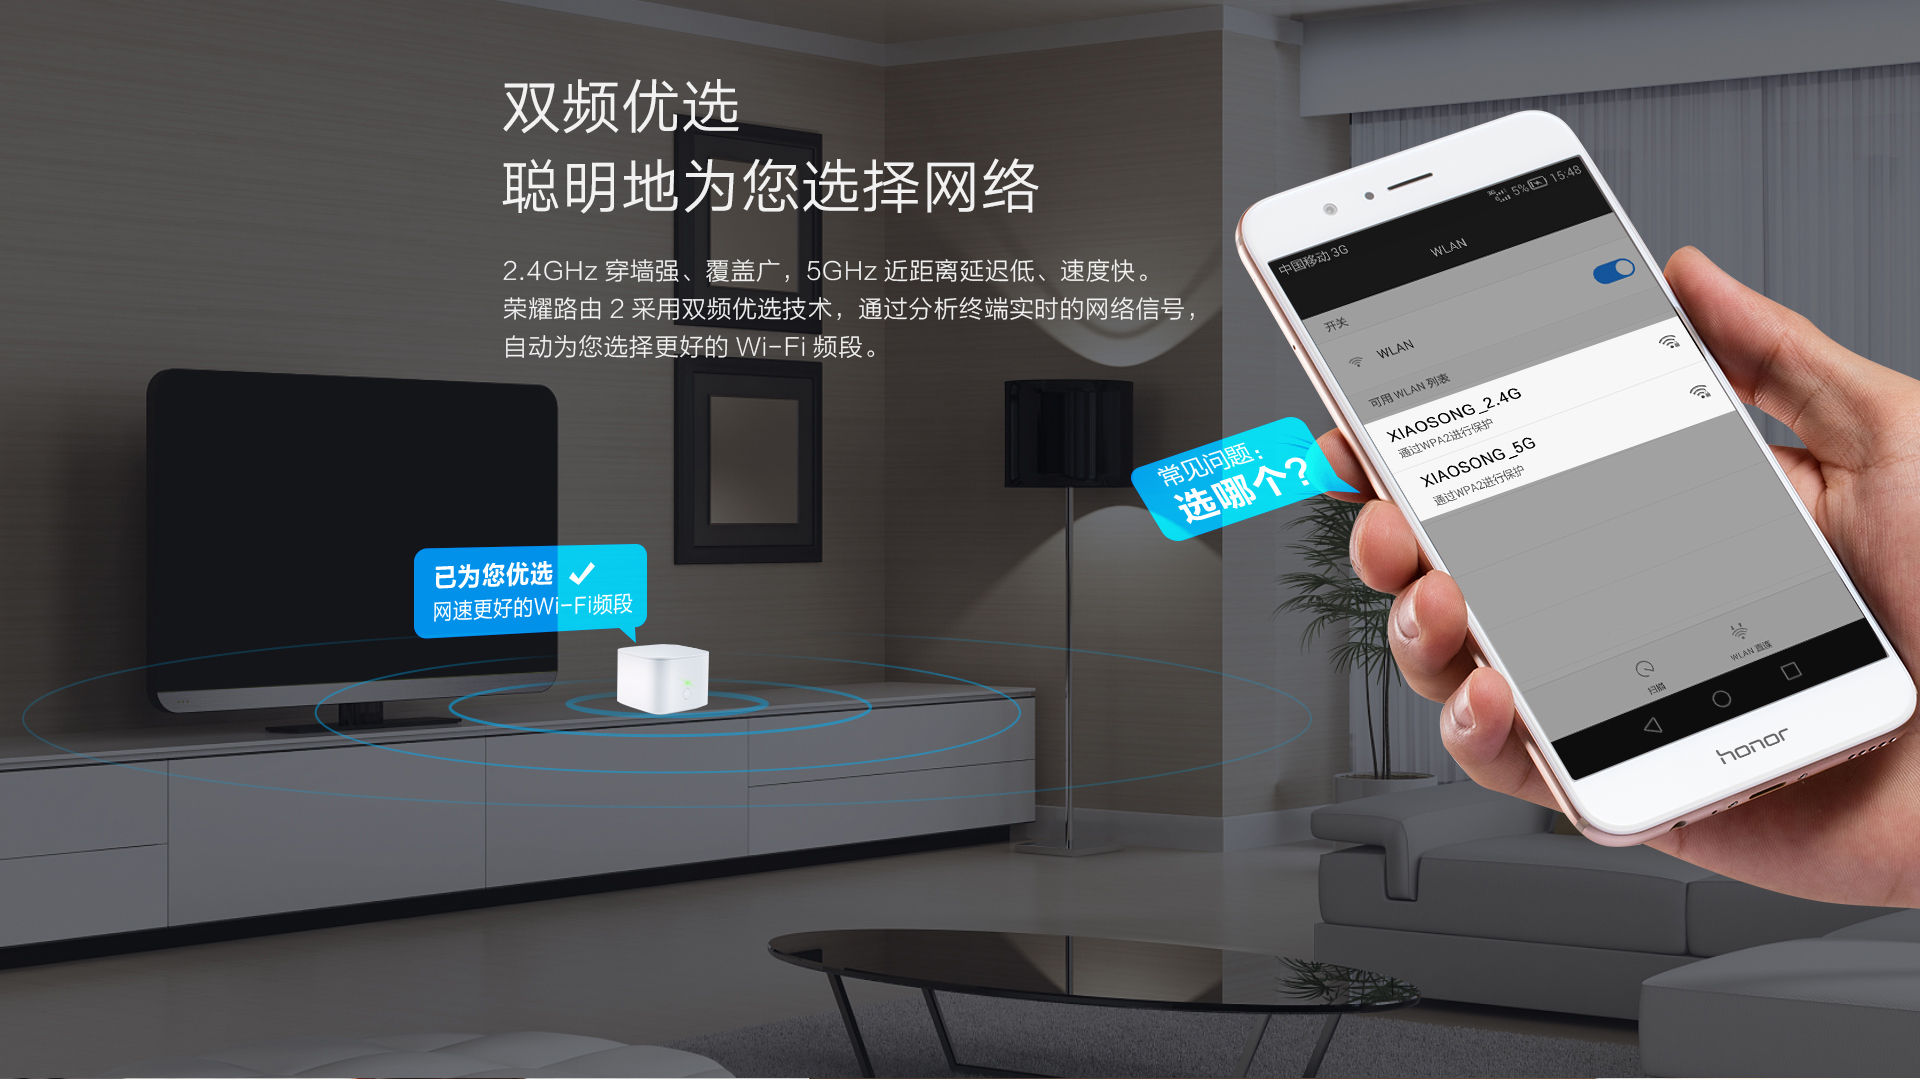 双频优选
聪明地为您选择网络
2.4GHz 穿墙强、覆盖广，5GHz 近距离延迟低、速度快。
荣耀路由 2 采用双频优选技术，通过分析终端实时的网络信号，
自动为您选择更好的 Wi-Fi 频段。
已为您优选
网速更好的Wi-Fi频段
常见问题：
选哪个？
中国移动 3G
5% 15:48
WLAN
开关
WLAN
可用 WLAN 列表
XIAOSONG_2.4G
通过WPA2进行保护
XIAOSONG_5G
通过WPA2进行保护
扫描
WLAN 直连
honor